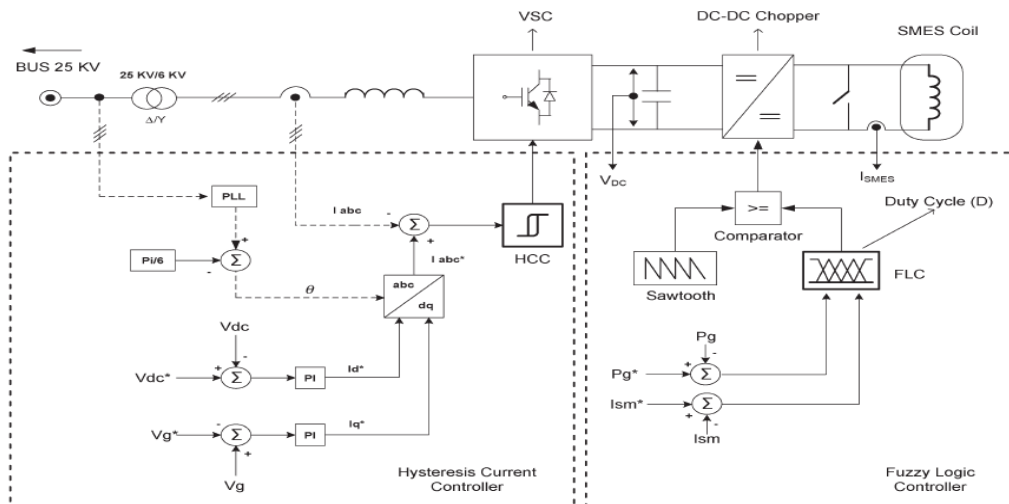 VSC
DC-DC Chopper
SMES Coil
BUS 25 KV
25 KV/6 KV
Δ/Y
V_DC
I_SMES
PLL
I abc
-
Σ
+
HCC
I abc*
>=
Comparator
Duty Cycle (D)
Sawtooth
FLC
Pi/6
+
-
Σ
θ
abc
dq
Vdc
-
Vdc*
+
Σ
PI
Id*
Vg*
-
Σ
+
PI
Iq*
Vg
Pg
-
Pg*
+
Σ
Ism*
+
Σ
-
Ism
Hysteresis Current
Controller
Fuzzy Logic
Controller